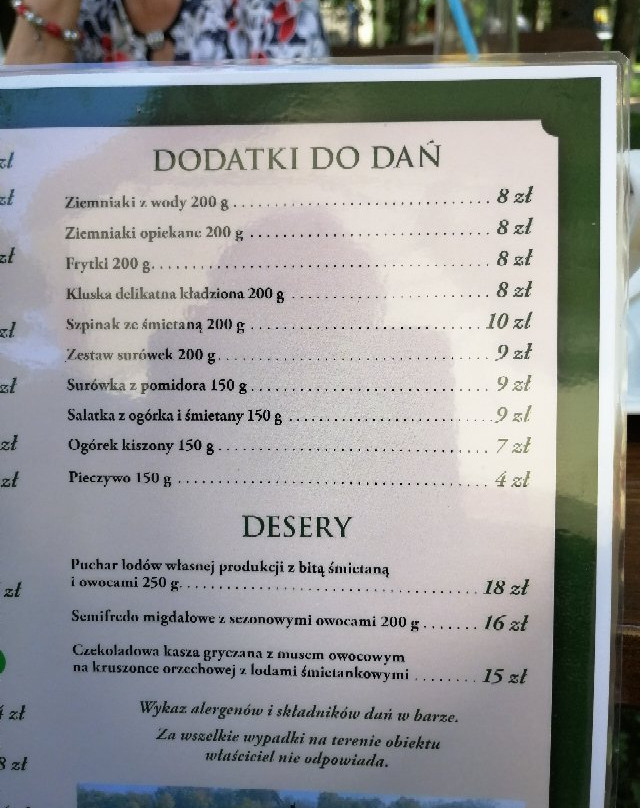 DODATKI DO DAŃ
Ziemniaki z wody 200 g 8 zł
Ziemniaki opiekane 200 g 8 zł
Frytki 200 g 8 zł
Kluska delikatna kładziona 200 g 8 zł
Szpinak ze śmietaną 200 g 10 zł
Zestaw surówek 200 g 9 zł
Surówka z pomidora 150 g 9 zł
Sałatka z ogórka i śmietany 150 g 9 zł
Ogórek kiszony 150 g 7 zł
Pieczywo 150 g 4 zł
DESERY
Puchar lodów własnej produkcji z bitą śmietaną
i owocami 250 g 18 zł
Semifredo migdałowe z sezonowymi owocami 200 g 16 zł
Czekoladowa kasza gryczana z musem owocowym
na kruszonce orzechowej z lodami śmietankowymi 15 zł
Wykaz alergenów i składników dań w barze.
Za wszelkie wypadki na terenie obiektu
właściciel nie odpowiada.